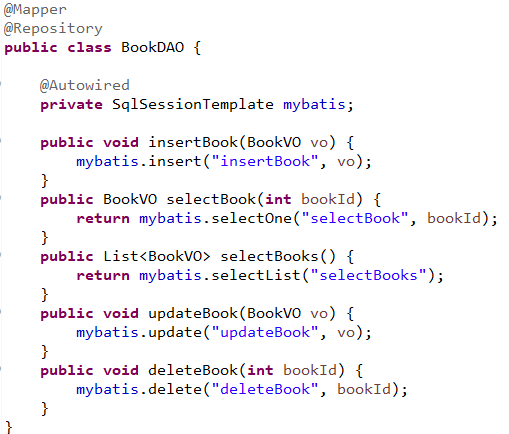 @Mapper
@Repository
public class BookDAO {
@Autowired
private SqlSessionTemplate mybatis;
public void insertBook(BookVO vo) {
mybatis.insert("insertBook", vo);
}
public BookVO selectBook(int bookId) {
return mybatis.selectOne("selectBook", bookId);
}
public List<BookVO> selectBooks() {
return mybatis.selectList("selectBooks");
}
public void updateBook(BookVO vo) {
mybatis.update("updateBook", vo);
}
public void deleteBook(int bookId) {
mybatis.delete("deleteBook", bookId);
}
}